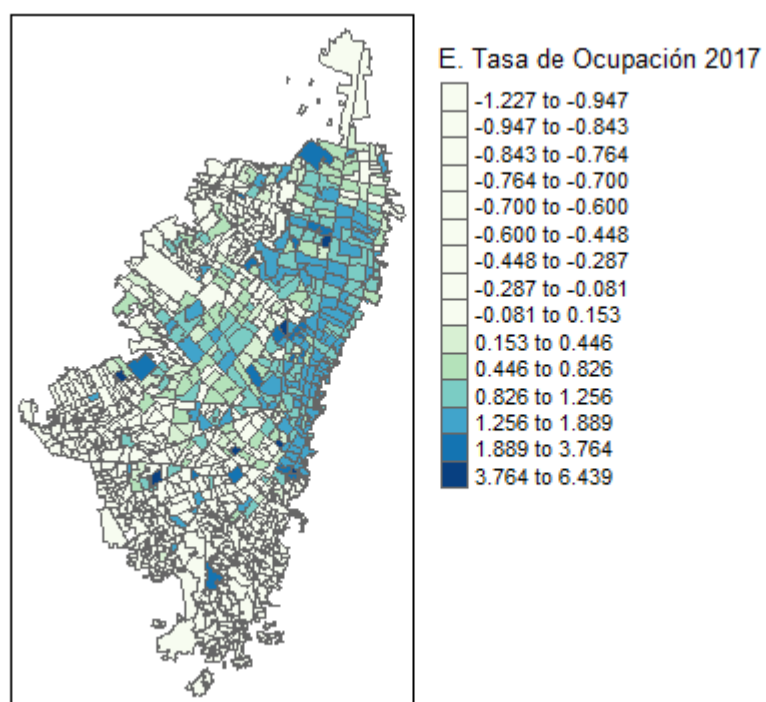 E. Tasa de Ocupación 2017
-1.227 to -0.947
-0.947 to -0.843
-0.843 to -0.764
-0.764 to -0.700
-0.700 to -0.600
-0.600 to -0.448
-0.448 to -0.287
-0.287 to -0.081
-0.081 to 0.153
0.153 to 0.446
0.446 to 0.826
0.826 to 1.256
1.256 to 1.889
1.889 to 3.764
3.764 to 6.439